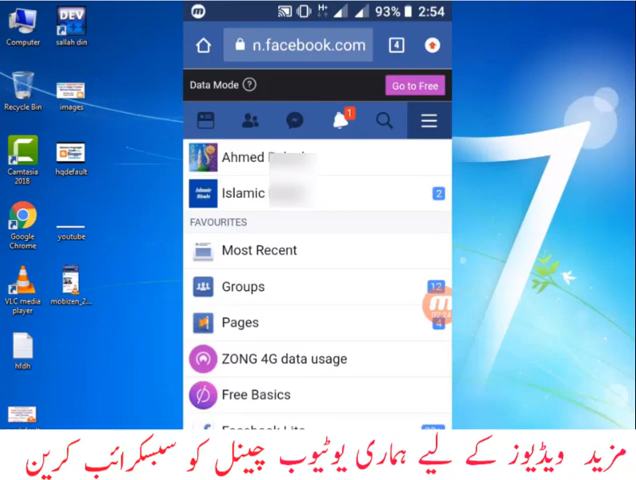 93% 2:54
n.facebook.com 4
Data Mode ? Go to Free
1
Ahmed
Islamic 2
FAVOURITES
Most Recent
Groups 12
Pages 4
ZONG 4G data usage
Free Basics
Computer
DEV
sallah din
Recycle Bin
images
Camtasia
2018
hqdefault
Google
Chrome
youtube
VLC media
player
mobizen_2...
hfdh
7
مزید ویڈیوز کے لیے ہماری یوٹیوب چینل کو سبسکرائب کرین